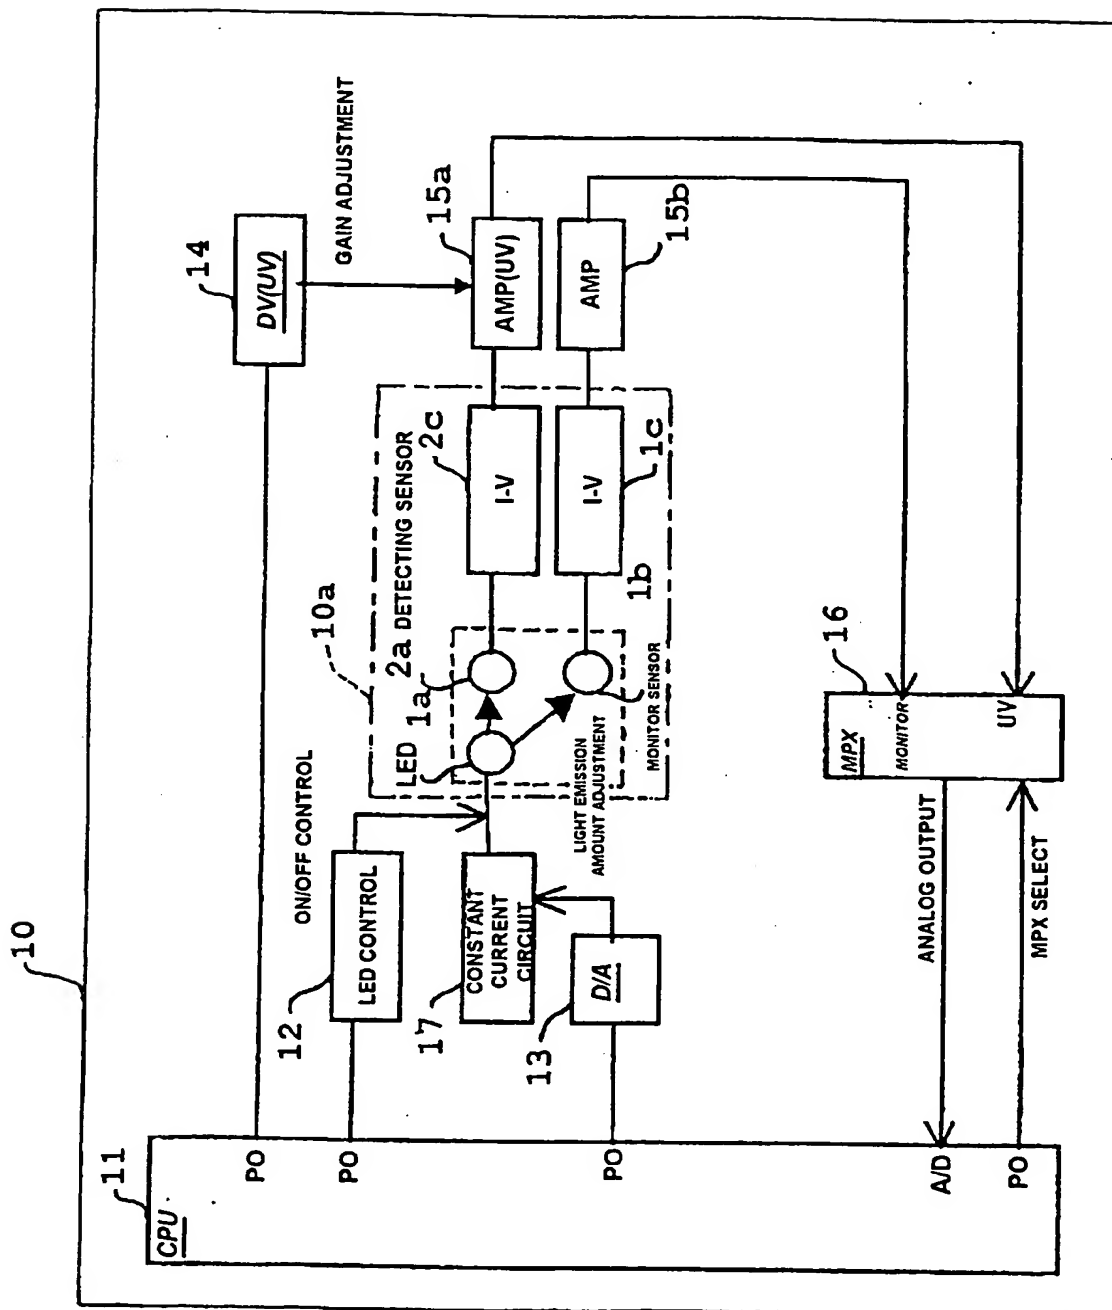 10
11
CPU
PO
PO
PO
A/D
PO
14
DV(UV)
GAIN ADJUSTMENT
12
LED CONTROL
ON/OFF CONTROL
17
CONSTANT
CURRENT
CIRCUIT
13
D/A
LIGHT EMISSION
AMOUNT ADJUSTMENT
10a
2a DETECTING SENSOR
LED
1a
2c
I-V
1b
MONITOR SENSOR
I-V
1c
15a
AMP(UV)
AMP
15b
16
MPX
MONITOR
UV
ANALOG OUTPUT
MPX SELECT